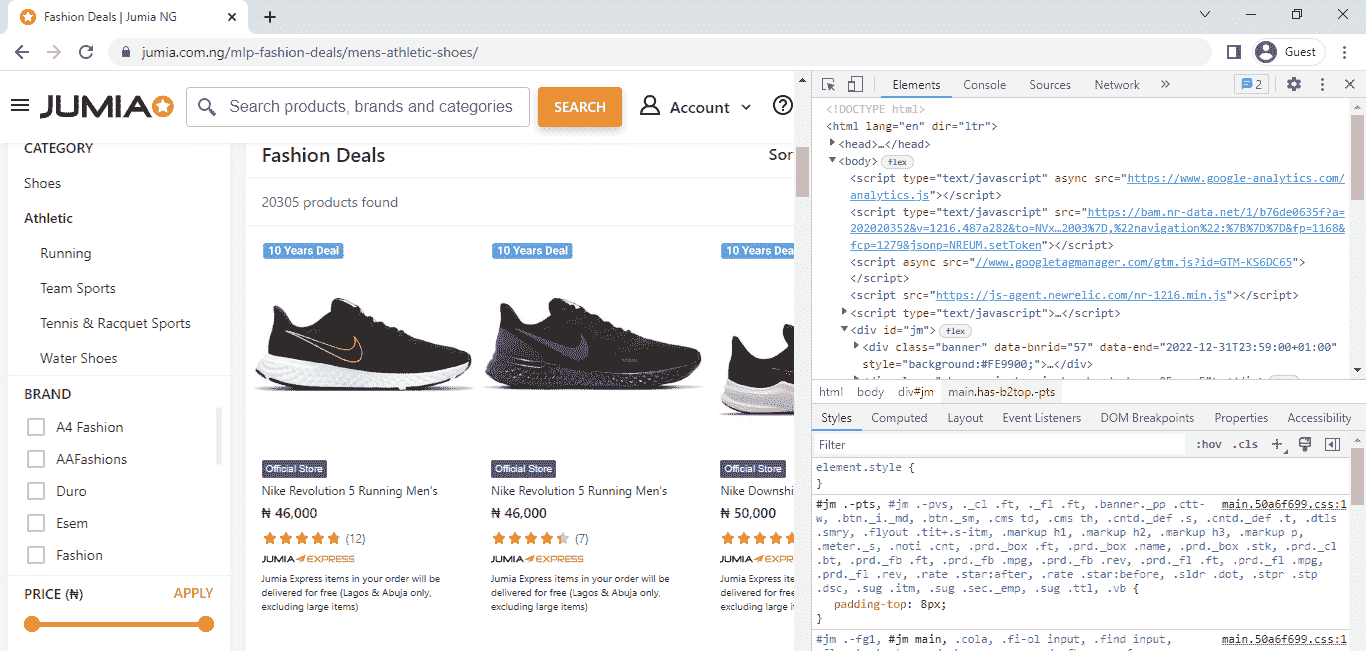 Fashion Deals | Jumia NG
jumia.com.ng/mlp-fashion-deals/mens-athletic-shoes/
Guest
JUMIA
Search products, brands and categories
SEARCH
Account
CATEGORY
Shoes
Athletic
Running
Team Sports
Tennis & Racquet Sports
Water Shoes
BRAND
A4 Fashion
AAFashions
Duro
Esem
Fashion
PRICE (₦)
APPLY
Fashion Deals
Sor
20305 products found
10 Years Deal
Official Store
Nike Revolution 5 Running Men's
₦ 46,000
(12)
JUMIA EXPRESS
Jumia Express items in your order will be
delivered for free (Lagos & Abuja only,
excluding large items)
10 Years Deal
Official Store
Nike Revolution 5 Running Men's
₦ 46,000
(7)
JUMIA EXPRESS
Jumia Express items in your order will be
delivered for free (Lagos & Abuja only,
excluding large items)
10 Years Dea
Official Store
Nike Downshi
₦ 50,000
JUMIA EXPR
Jumia Express
delivered for f
excluding larg
Elements Console Sources Network
2
<!DOCTYPE html>
<html lang="en" dir="ltr">
<head>…</head>
<body> flex
<script type="text/javascript" async src="https://www.google-analytics.com/
analytics.js"></script>
<script type="text/javascript" src="https://bam.nr-data.net/1/b76de0635f?a=
202020352&v=1216.487a282&to=NVx…2003%7D,%22navigation%22:%7B%7D%7D&fp=1168&
fcp=1279&jsonp=NREUM.setToken"></script>
<script async src="//www.googletagmanager.com/gtm.js?id=GTM-KS6DC65">
</script>
<script src="https://js-agent.newrelic.com/nr-1216.min.js"></script>
<script type="text/javascript">…</script>
<div id="jm"> flex
<div class="banner" data-bnrid="57" data-end="2022-12-31T23:59:00+01:00"
style="background:#FE9900;">…</div>
html body div#jm main.has-b2top.-pts
Styles Computed Layout Event Listeners DOM Breakpoints Properties Accessibility
Filter
:hov .cls
element.style {
}
#jm .-pts, #jm .-pvs, ._cl .ft, ._fl .ft, .banner._pp .ctt- main.50a6f699.css:1
w, .btn._i._md, .btn._sm, .cms td, .cms th, .cntd._def .s, .cntd._def .t, .dtls
.smry, .flyout .tit+.s-itm, .markup h1, .markup h2, .markup h3, .markup p,
.meter._s, .noti .cnt, .prd._box .ft, .prd._box .name, .prd._box .stk, .prd._cl
.bt, .prd._fb .ft, .prd._fb .mpg, .prd._fb .rev, .prd._fl .ft, .prd._fl .mpg,
.prd._fl .rev, .rate .star:after, .rate .star:before, .sldr .dot, .stpr .stp
.dsc, .sug .itm, .sug .sec._emp, .sug .ttl, .vb {
padding-top: 8px;
}
#jm .-fg1, #jm main, .cola, .fi-ol input, .find input, main.50a6f699.css:1